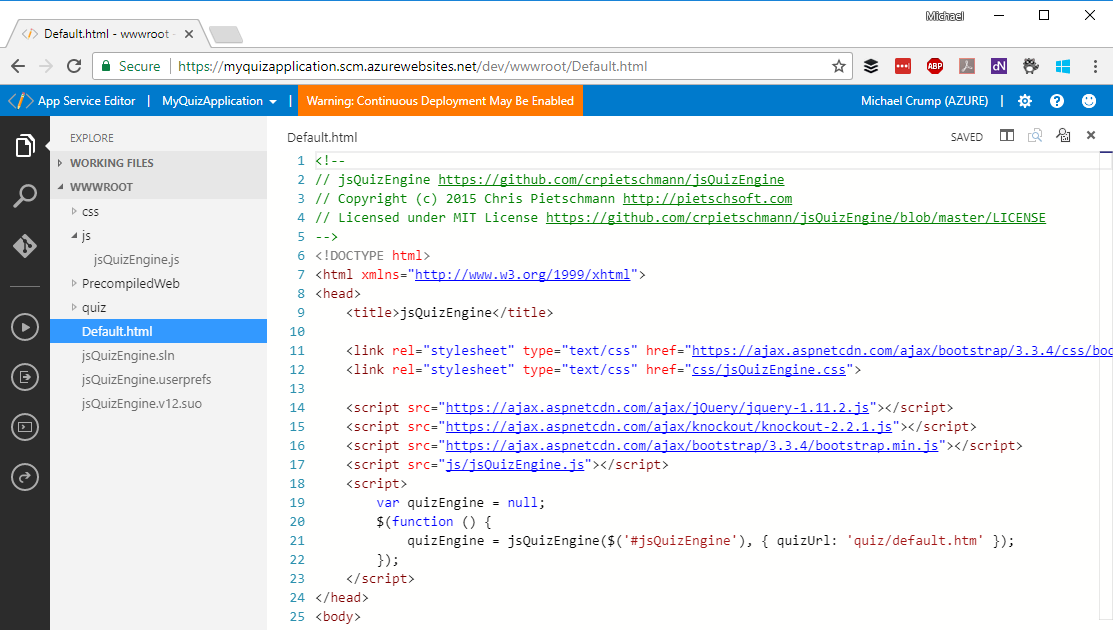 Michael
Default.html - wwwroot
Secure | https://myquizapplication.scm.azurewebsites.net/dev/wwwroot/Default.html
ABP
dN
App Service Editor | MyQuizApplication | Warning: Continuous Deployment May Be Enabled Michael Crump (AZURE) |
EXPLORE
WORKING FILES
WWWROOT
css
js
jsQuizEngine.js
PrecompiledWeb
quiz
Default.html
jsQuizEngine.sln
jsQuizEngine.userprefs
jsQuizEngine.v12.suo
Default.html SAVED
1 <!--
2 // jsQuizEngine https://github.com/crpietschmann/jsQuizEngine
3 // Copyright (c) 2015 Chris Pietschmann http://pietschsoft.com
4 // Licensed under MIT License https://github.com/crpietschmann/jsQuizEngine/blob/master/LICENSE
5 -->
6 <!DOCTYPE html>
7 <html xmlns="http://www.w3.org/1999/xhtml">
8 <head>
9     <title>jsQuizEngine</title>
10
11     <link rel="stylesheet" type="text/css" href="https://ajax.aspnetcdn.com/ajax/bootstrap/3.3.4/css/boo
12     <link rel="stylesheet" type="text/css" href="css/jsQuizEngine.css">
13
14     <script src="https://ajax.aspnetcdn.com/ajax/jQuery/jquery-1.11.2.js"></script>
15     <script src="https://ajax.aspnetcdn.com/ajax/knockout/knockout-2.2.1.js"></script>
16     <script src="https://ajax.aspnetcdn.com/ajax/bootstrap/3.3.4/bootstrap.min.js"></script>
17     <script src="js/jsQuizEngine.js"></script>
18     <script>
19         var quizEngine = null;
20         $(function () {
21             quizEngine = jsQuizEngine($('#jsQuizEngine'), { quizUrl: 'quiz/default.htm' });
22         });
23     </script>
24 </head>
25 <body>